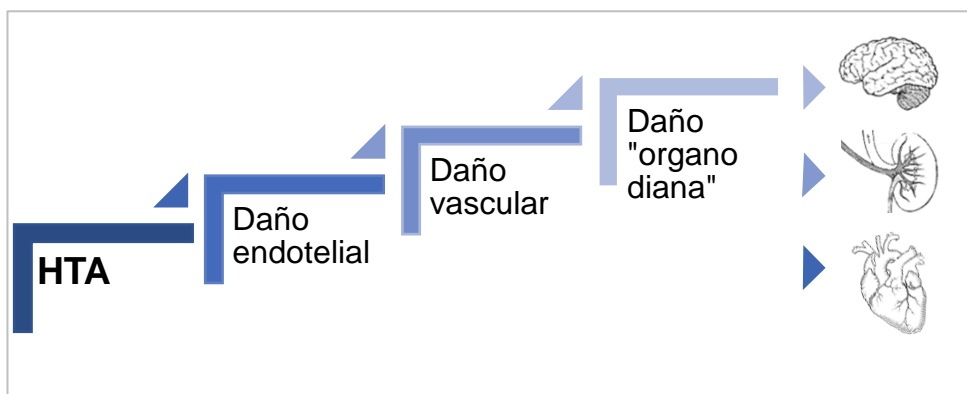 HTA
Daño
endotelial
Daño
vascular
Daño
"organo
diana"